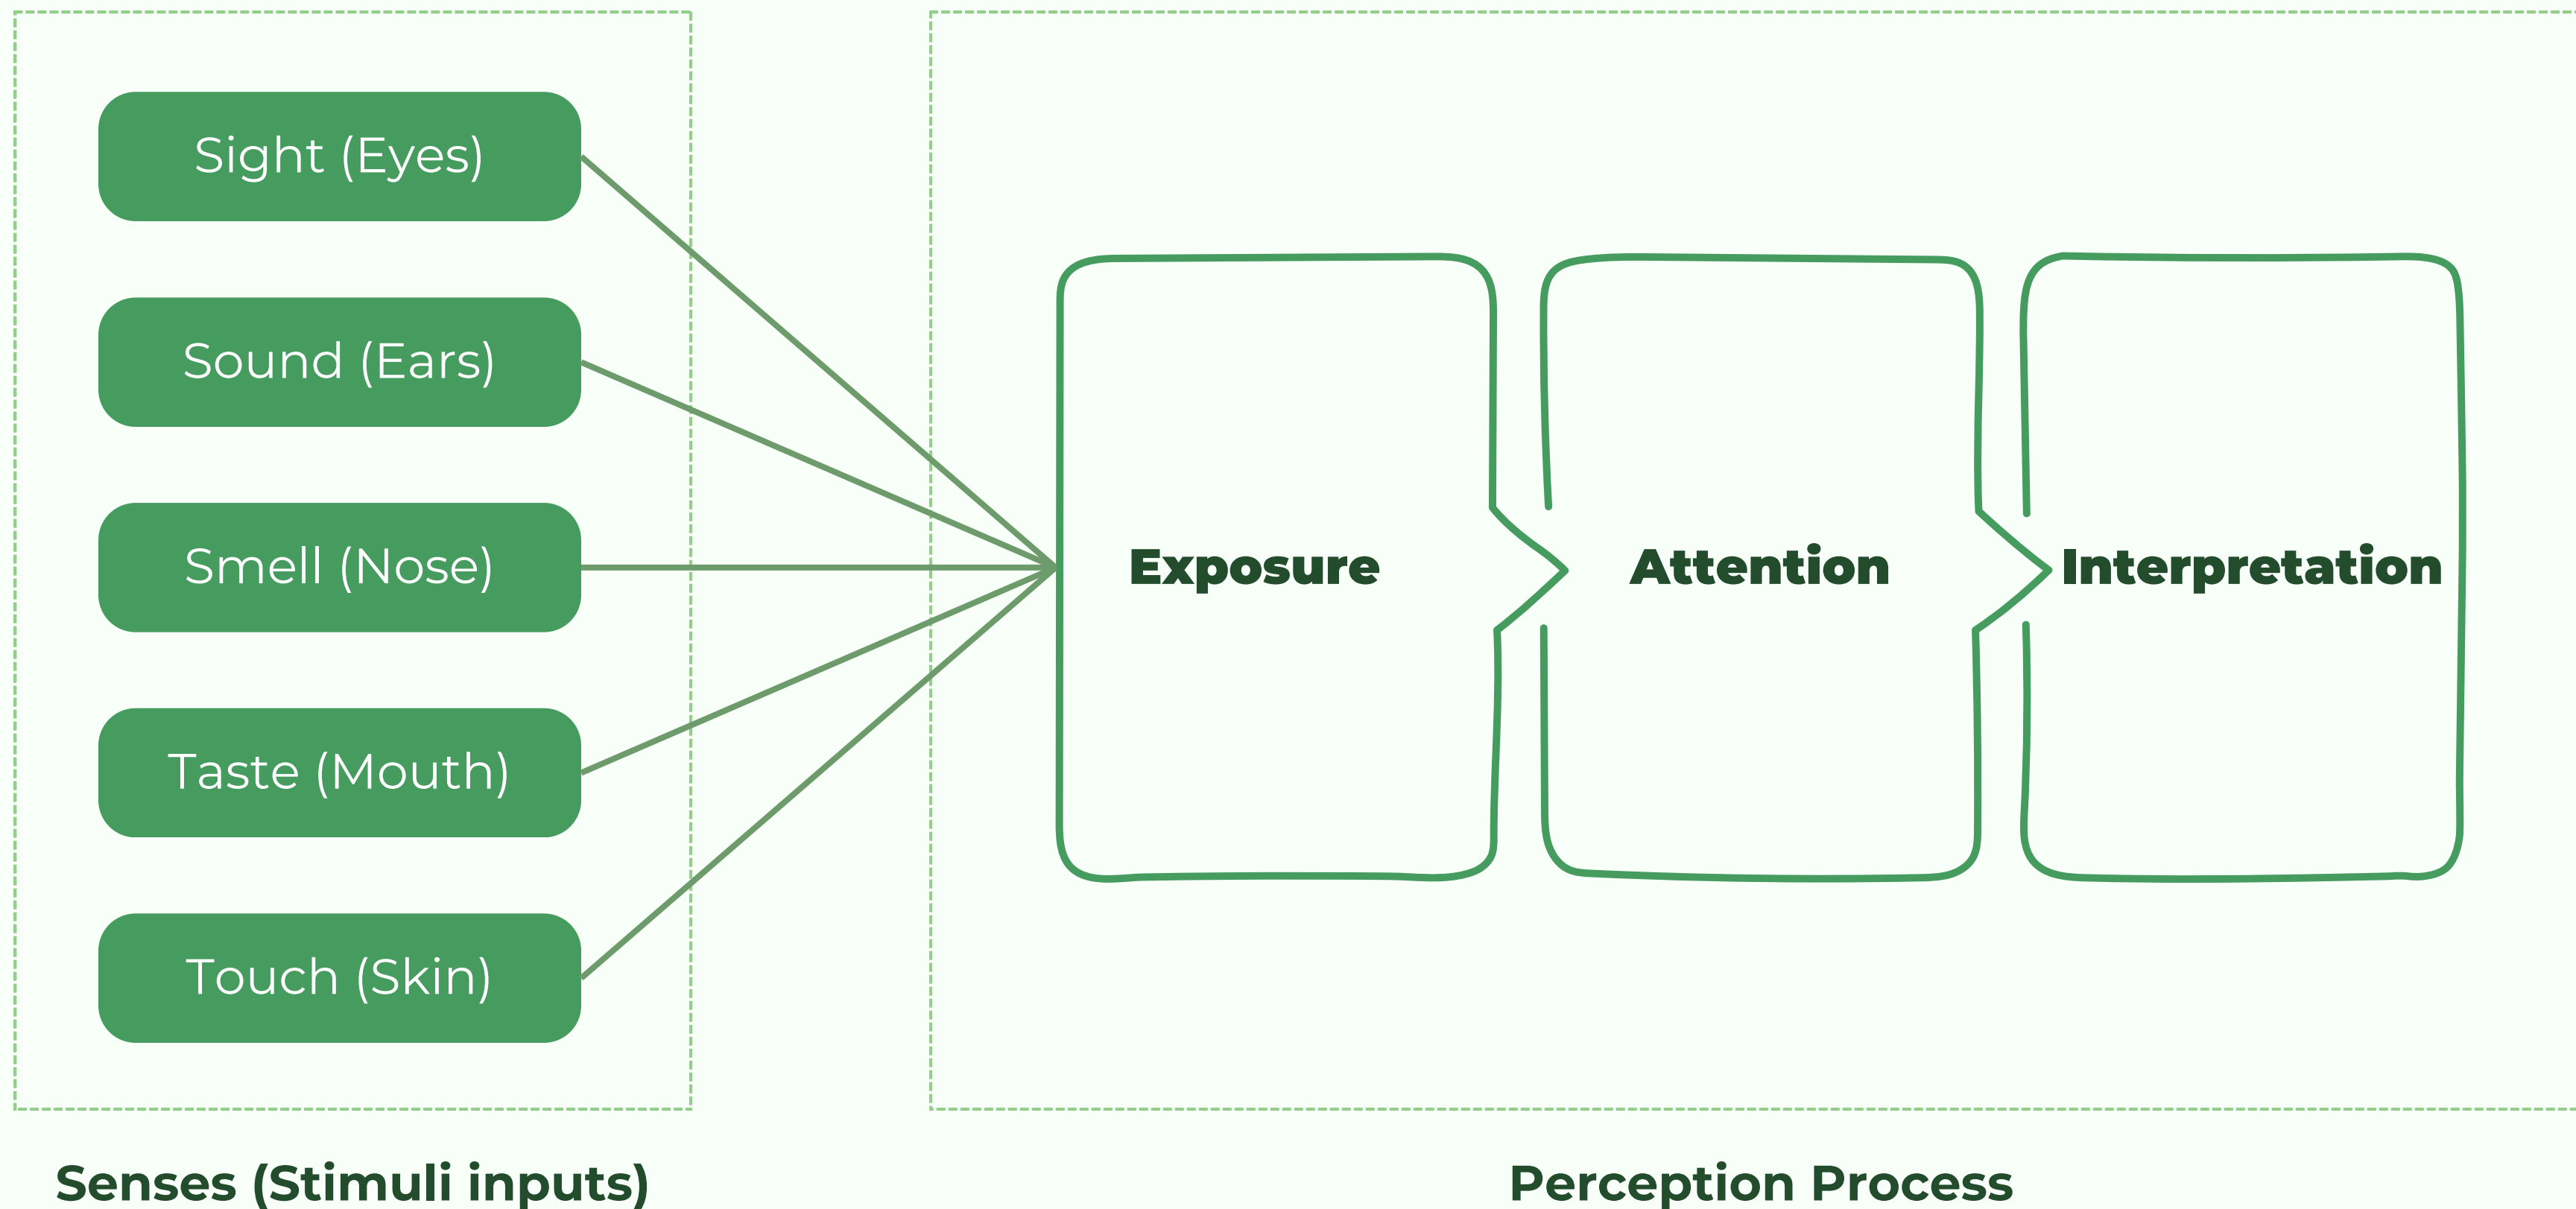 Sight (Eyes)
Sound (Ears)
Smell (Nose)
Taste (Mouth)
Touch (Skin)
Senses (Stimuli inputs)
Exposure
Attention
Interpretation
Perception Process